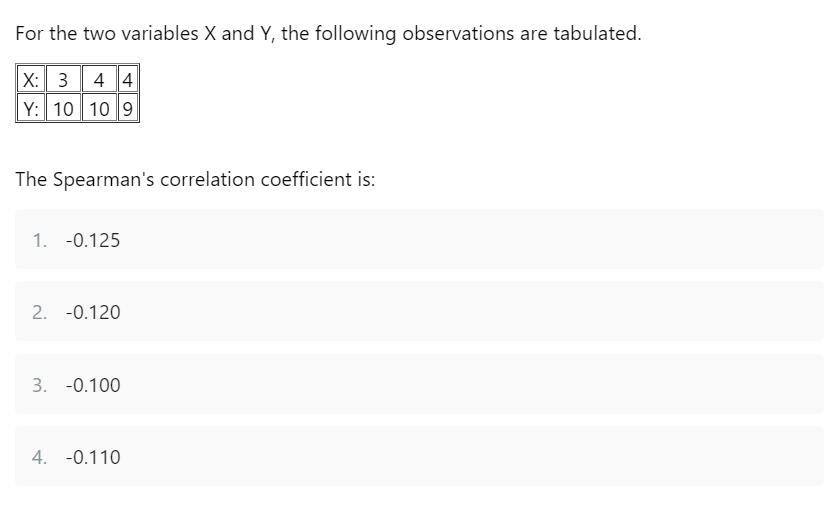 For the two variables X and Y, the following observations are tabulated.
X: 3 4 4
Y: 10 10 9
The Spearman's correlation coefficient is:
1. -0.125
2. -0.120
3. -0.100
4. -0.110